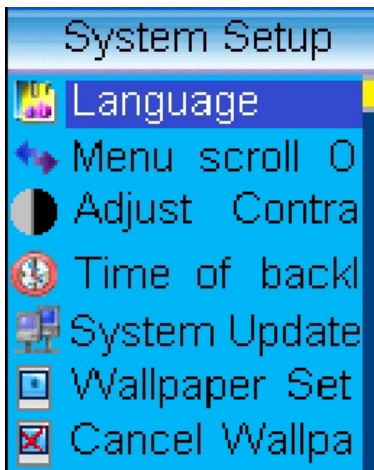 System Setup
Language
Menu scroll O
Adjust Contra
Time of backl
System Update
Wallpaper Set
Cancel Wallpa